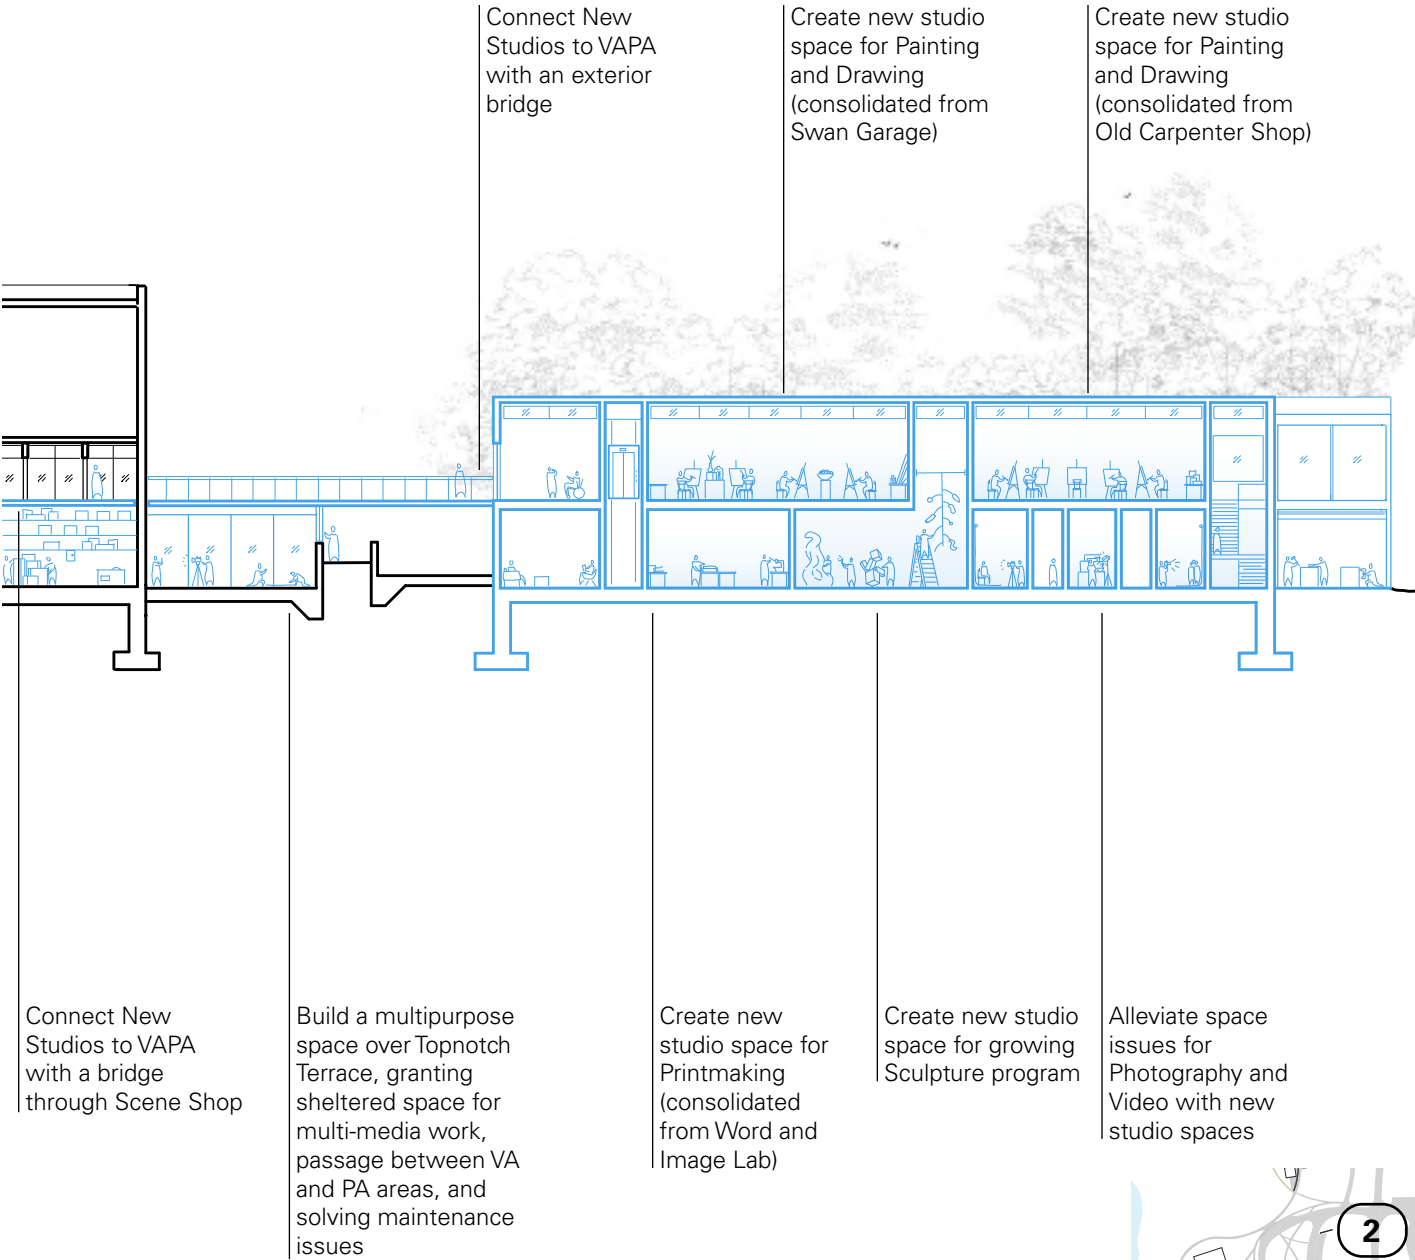 Connect New
Studios to VAPA
with an exterior
bridge
Create new studio
space for Painting
and Drawing
(consolidated from
Swan Garage)
Create new studio
space for Painting
and Drawing
(consolidated from
Old Carpenter Shop)
Connect New
Studios to VAPA
with a bridge
through Scene Shop
Build a multipurpose
space over Topnotch
Terrace, granting
sheltered space for
multi-media work,
passage between VA
and PA areas, and
solving maintenance
issues
Create new
studio space for
Printmaking
(consolidated
from Word and
Image Lab)
Create new studio
space for growing
Sculpture program
Alleviate space
issues for
Photography and
Video with new
studio spaces
2